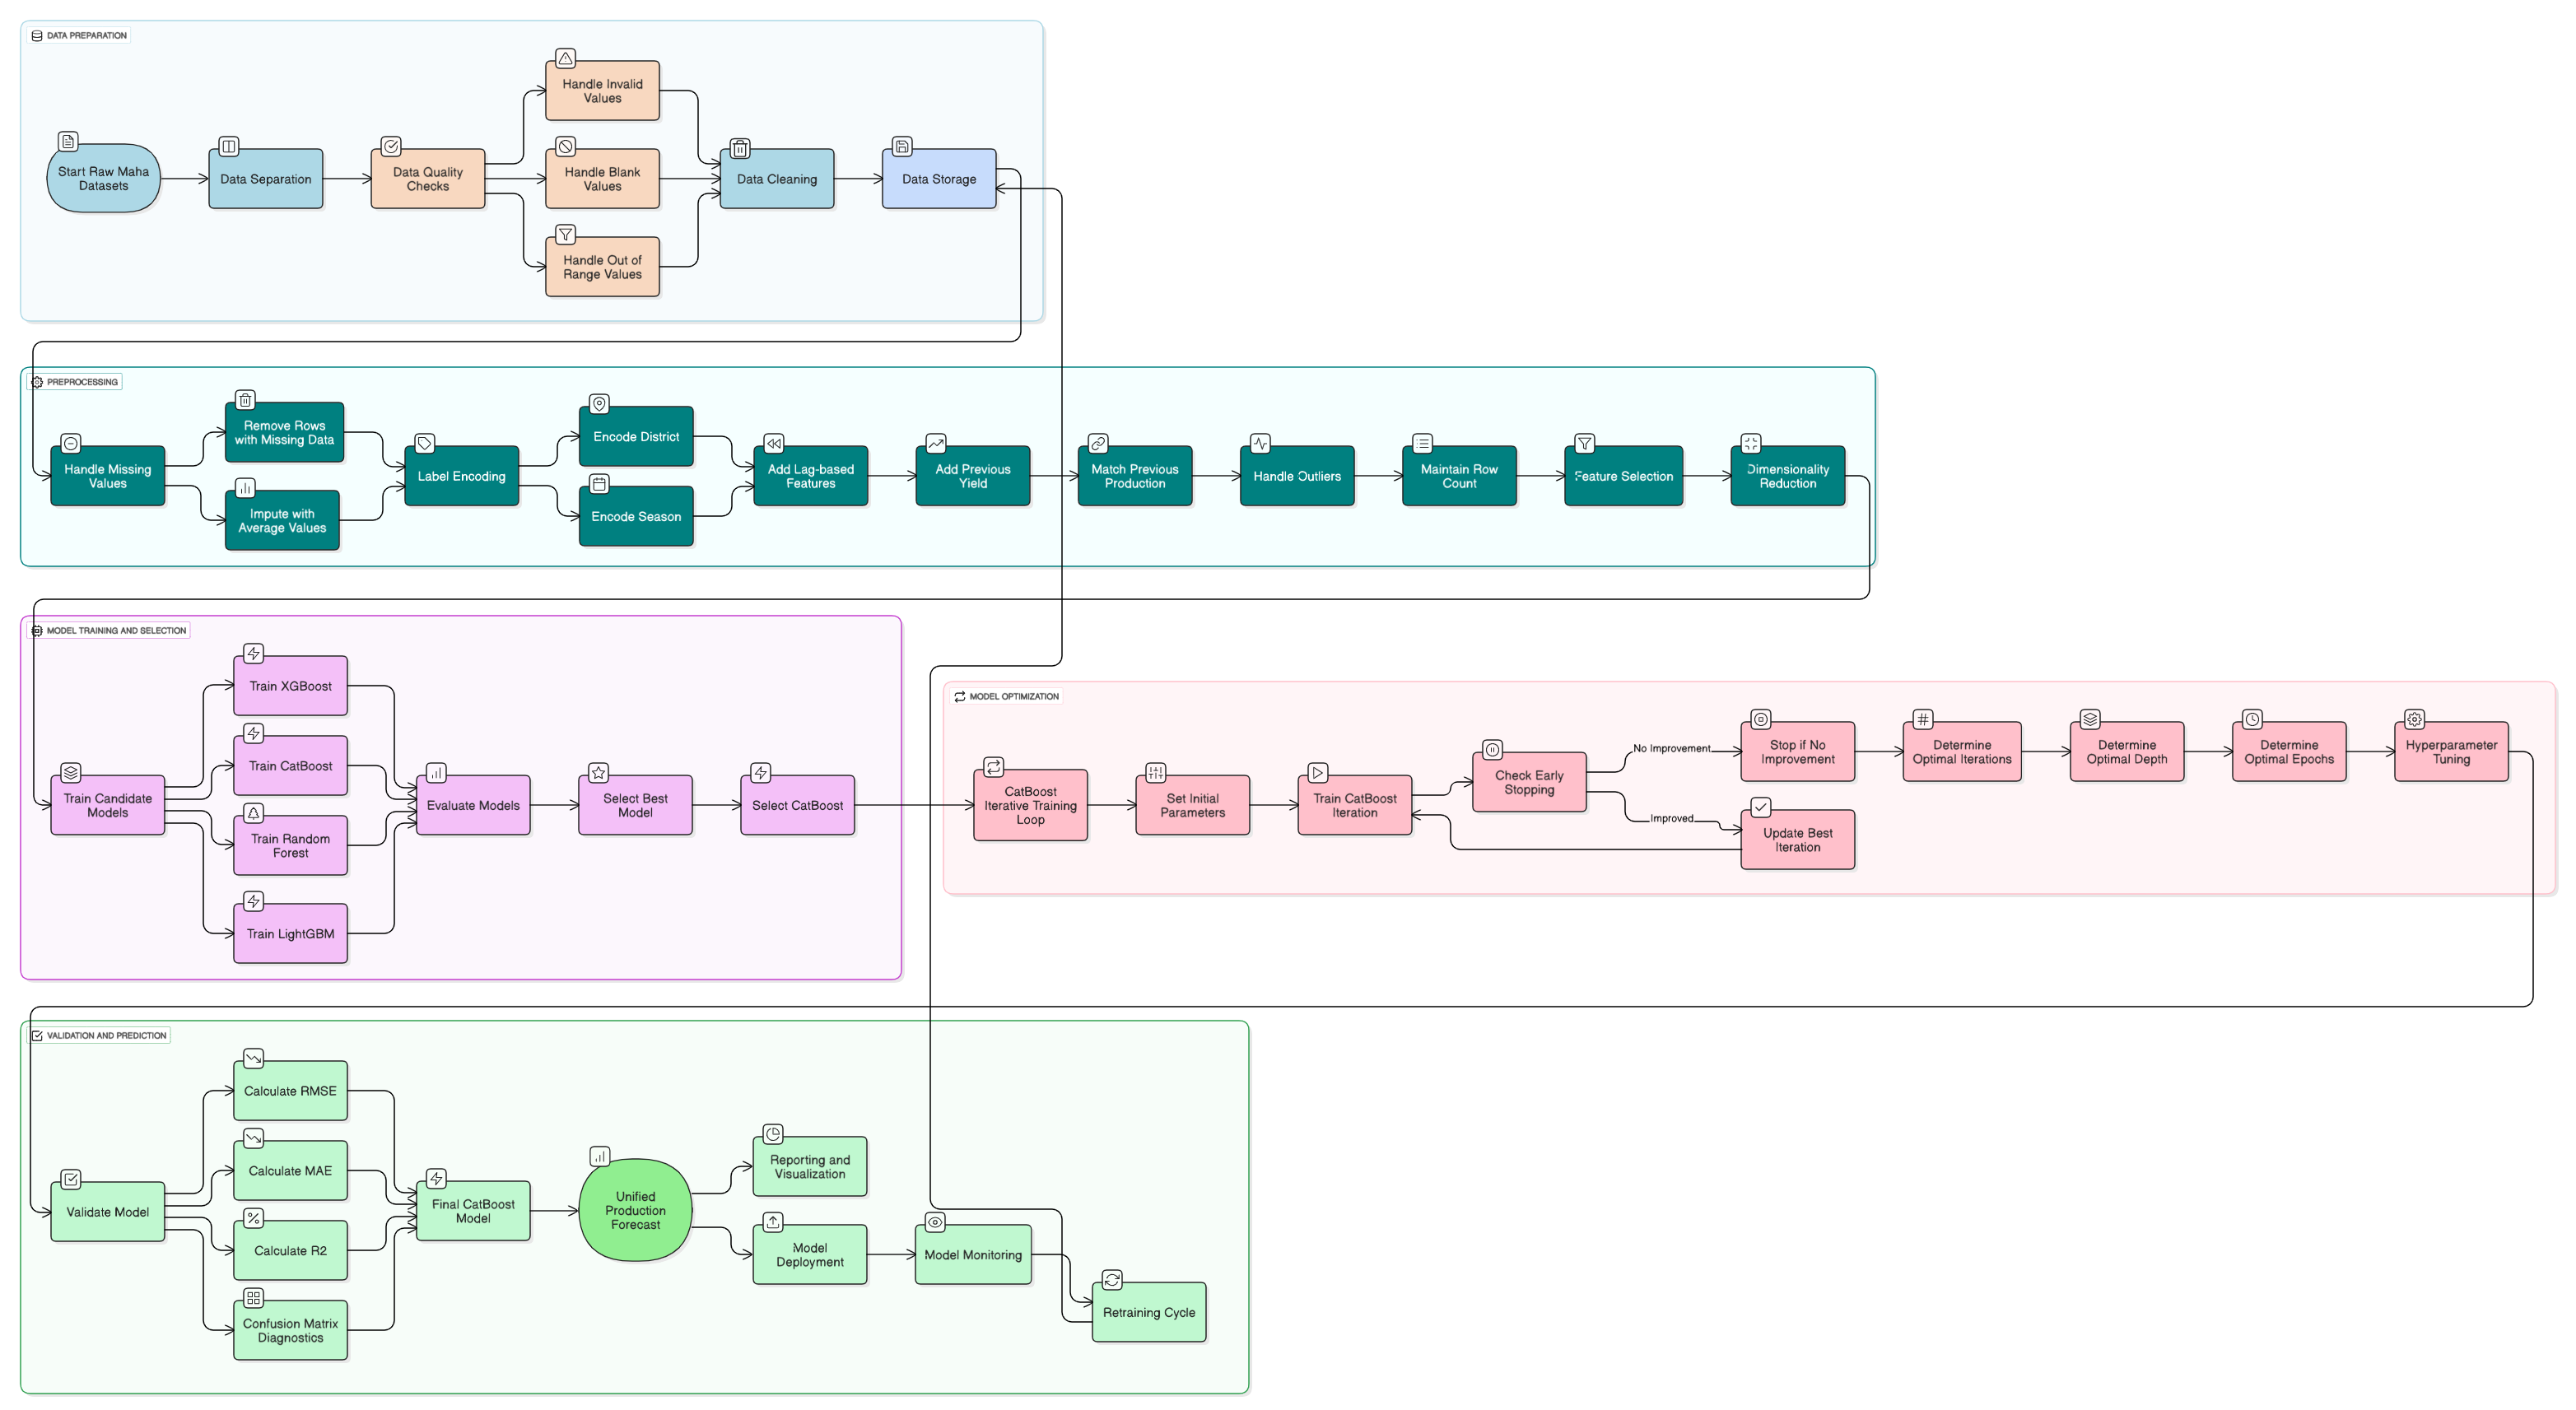 DATA PREPARATION
Start Raw Maha
Datasets
Data Separation
Data Quality
Checks
Handle Invalid
Values
Handle Blank
Values
Handle Out of
Range Values
Data Cleaning
Data Storage
PREPROCESSING
Handle Missing
Values
Remove Rows
with Missing Data
Impute with
Average Values
Label Encoding
Encode District
Encode Season
Add Lag-based
Features
Add Previous
Yield
Match Previous
Production
Handle Outliers
Maintain Row
Count
Feature Selection
Dimensionality
Reduction
MODEL TRAINING AND SELECTION
Train Candidate
Models
Train XGBoost
Train CatBoost
Train Random
Forest
Train LightGBM
Evaluate Models
Select Best
Model
Select CatBoost
MODEL OPTIMIZATION
CatBoost
Iterative Training
Loop
Set Initial
Parameters
Train CatBoost
Iteration
Check Early
Stopping
No Improvement
Improved
Stop if No
Improvement
Update Best
Iteration
Determine
Optimal Iterations
Determine
Optimal Depth
Determine
Optimal Epochs
Hyperparameter
Tuning
VALIDATION AND PREDICTION
Validate Model
Calculate RMSE
Calculate MAE
Calculate R2
Confusion Matrix
Diagnostics
Final CatBoost
Model
Unified
Production
Forecast
Reporting and
Visualization
Model
Deployment
Model Monitoring
Retraining Cycle